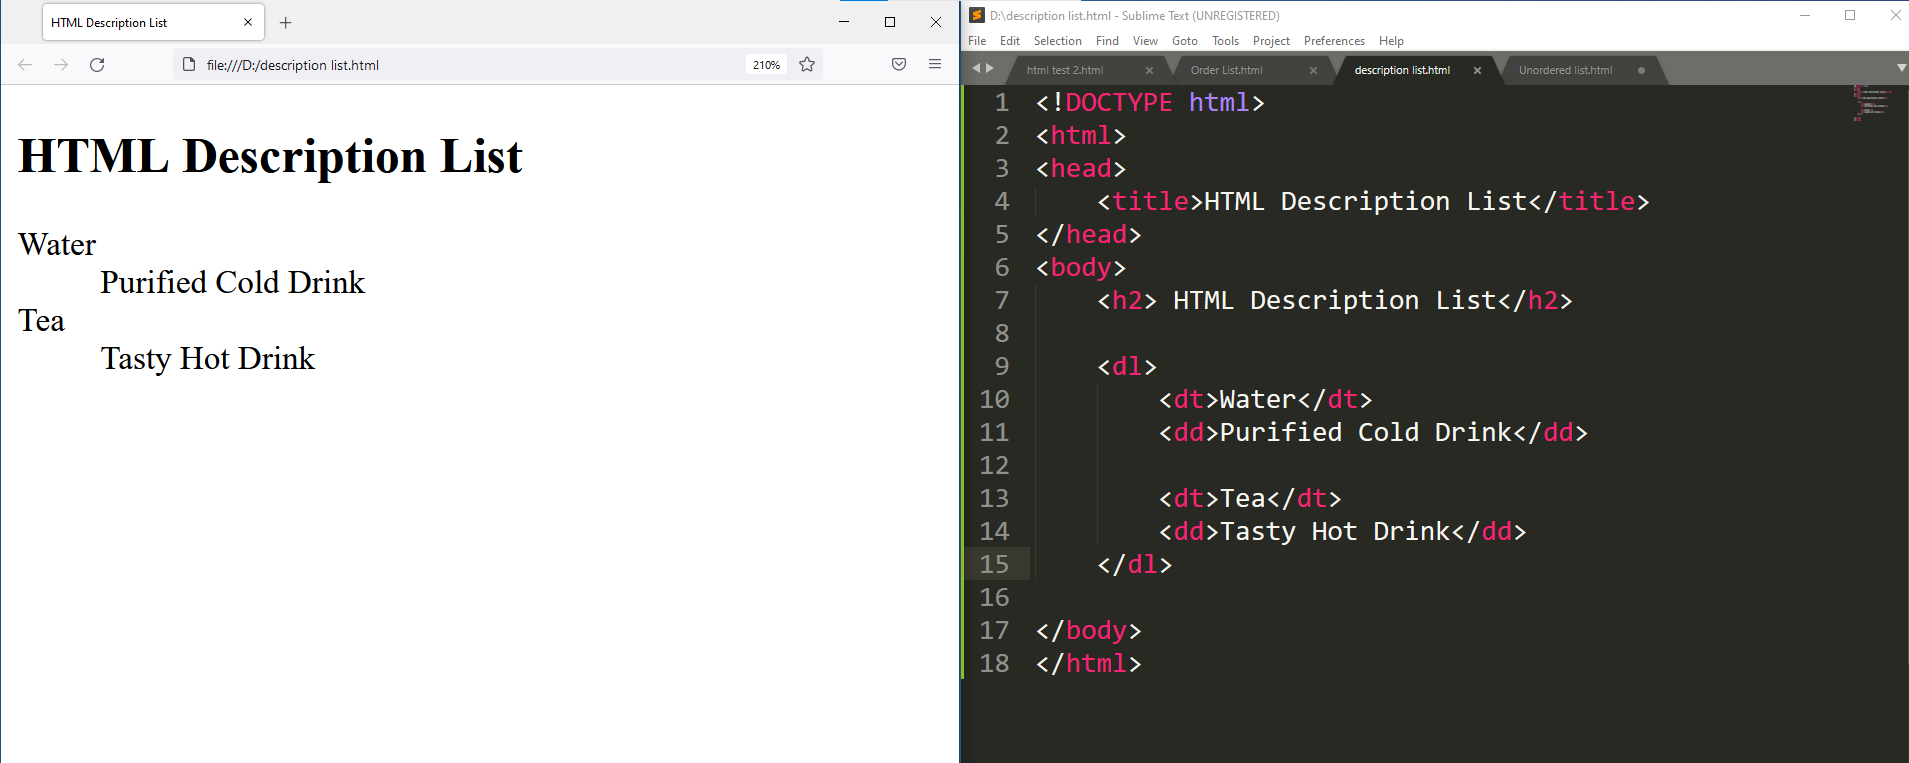 HTML Description List
file:///D:/description list.html
210%
HTML Description List
Water
Purified Cold Drink
Tea
Tasty Hot Drink
D:\description list.html - Sublime Text (UNREGISTERED)
File Edit Selection Find View Goto Tools Project Preferences Help
html test 2.html Order List.html description list.html Unordered list.html
1 <!DOCTYPE html>
2 <html>
3 <head>
4 <title>HTML Description List</title>
5 </head>
6 <body>
7 <h2> HTML Description List</h2>
8
9 <dl>
10 <dt>Water</dt>
11 <dd>Purified Cold Drink</dd>
12
13 <dt>Tea</dt>
14 <dd>Tasty Hot Drink</dd>
15 </dl>
16
17 </body>
18 </html>